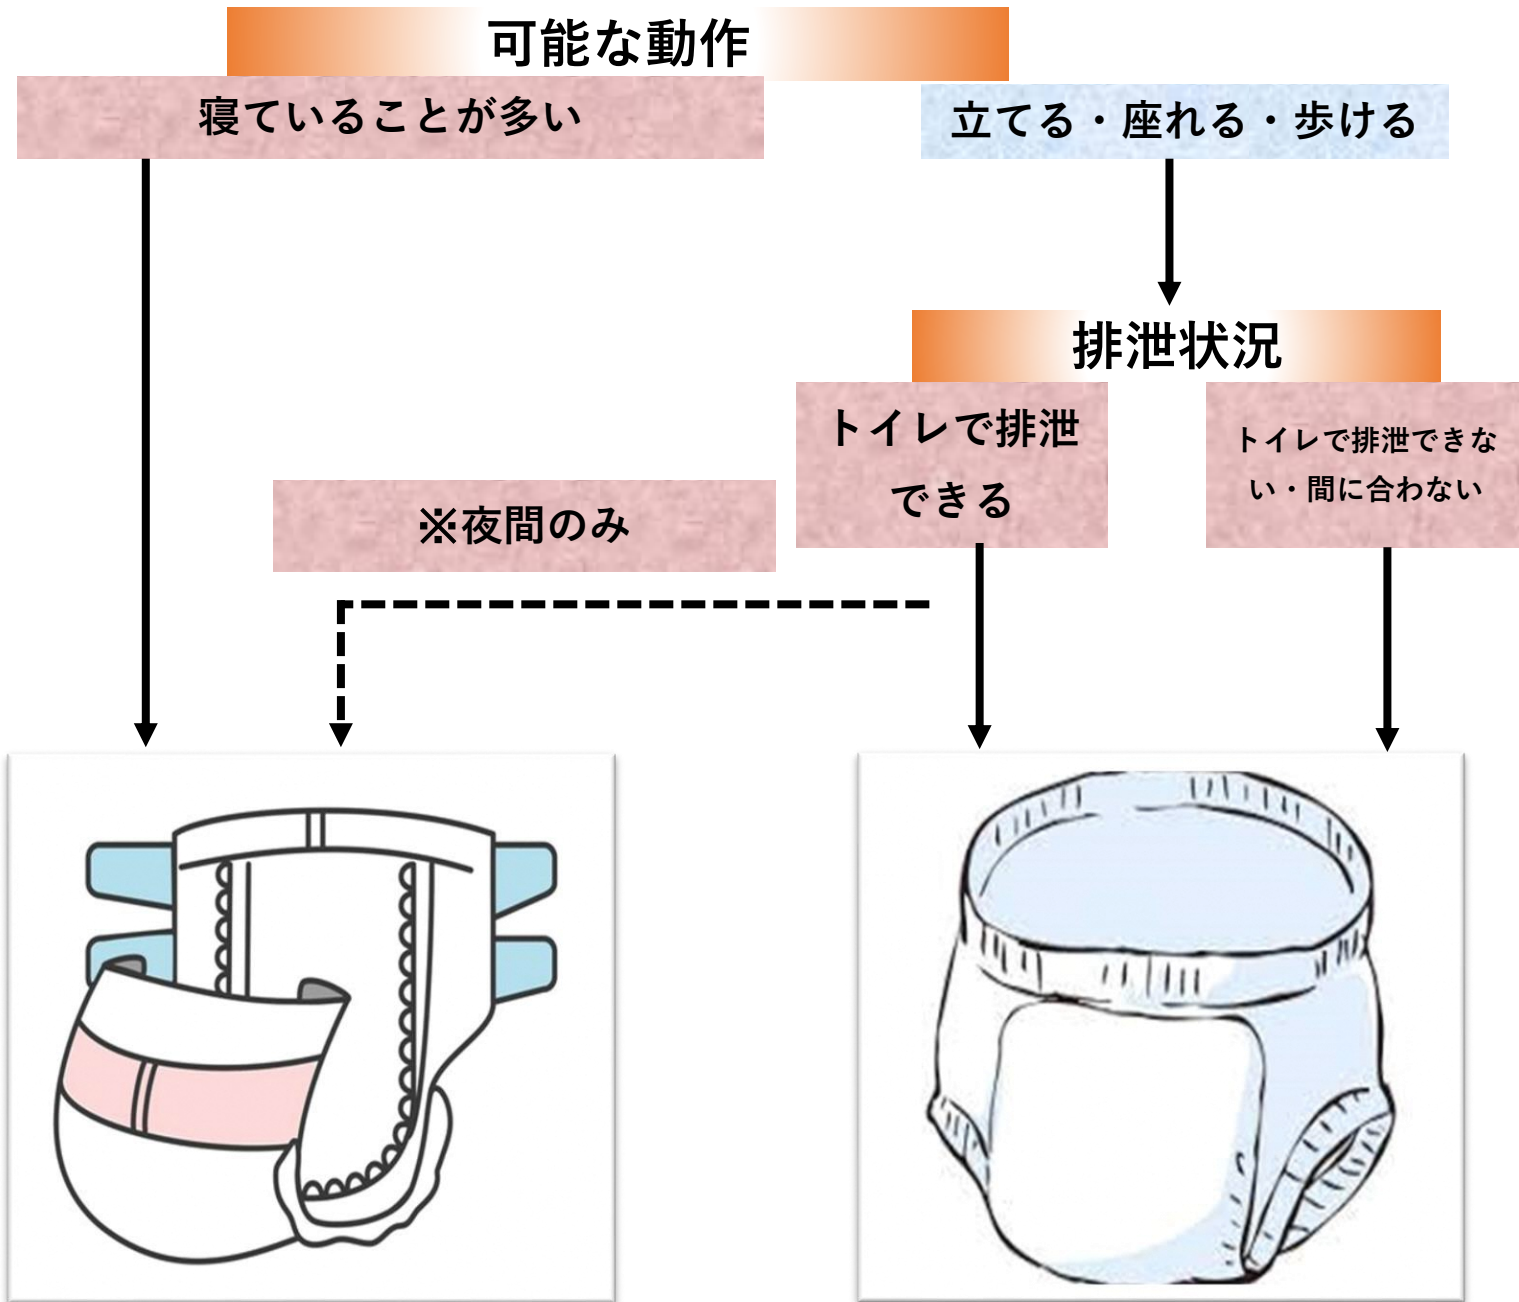 可能な動作
寝ていることが多い
立てる・座れる・歩ける
排泄状況
トイレで排泄
できる
トイレで排泄できな
い・間に合わない
※夜間のみ